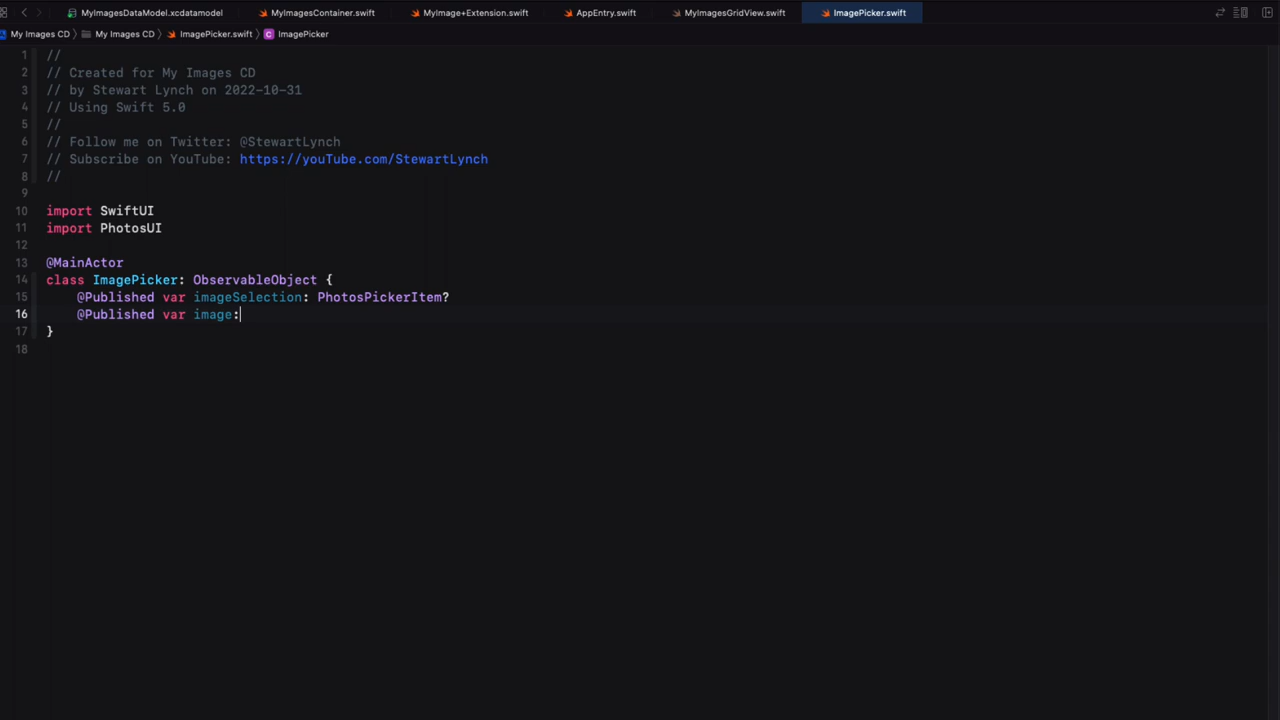 MyImagesDataModel.xcdatamodel MyImagesContainer.swift MyImage+Extension.swift AppEntry.swift MyImagesGridView.swift ImagePicker.swift
My Images CD My Images CD ImagePicker.swift C ImagePicker
1 //
2 // Created for My Images CD
3 // by Stewart Lynch on 2022-10-31
4 // Using Swift 5.0
5 //
6 // Follow me on Twitter: @StewartLynch
7 // Subscribe on YouTube: https://youTube.com/StewartLynch
8 //
9
10 import SwiftUI
11 import PhotosUI
12
13 @MainActor
14 class ImagePicker: ObservableObject {
15 @Published var imageSelection: PhotosPickerItem?
16 @Published var image:
17 }
18